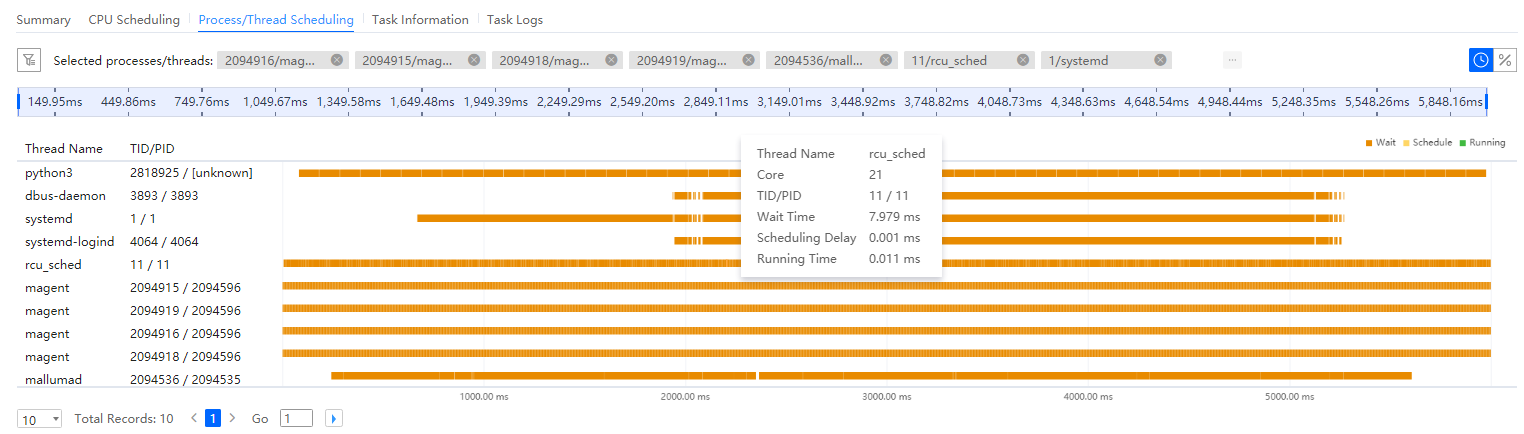 Summary CPU Scheduling Process/Thread Scheduling Task Information Task Logs
Selected processes/threads: 2094916/mag... 2094915/mag... 2094918/mag... 2094919/mag... 2094536/mall... 11/rcu_sched 1/systemd ... %
149.95ms 449.86ms 749.76ms 1,049.67ms 1,349.58ms 1,649.48ms 1,949.39ms 2,249.29ms 2,549.20ms 2,849.11ms 3,149.01ms 3,448.92ms 3,748.82ms 4,048.73ms 4,348.63ms 4,648.54ms 4,948.44ms 5,248.35ms 5,548.26ms 5,848.16ms
Wait Schedule Running
Thread Name TID/PID
python3 2818925 / [unknown]
dbus-daemon 3893 / 3893
systemd 1 / 1
systemd-logind 4064 / 4064
rcu_sched 11 / 11
magent 2094915 / 2094596
magent 2094919 / 2094596
magent 2094916 / 2094596
magent 2094918 / 2094596
mallumad 2094536 / 2094535
Thread Name rcu_sched
Core 21
TID/PID 11 / 11
Wait Time 7.979 ms
Scheduling Delay 0.001 ms
Running Time 0.011 ms
1000.00 ms 2000.00 ms 3000.00 ms 4000.00 ms 5000.00 ms
10 Total Records: 10 1 Go 1